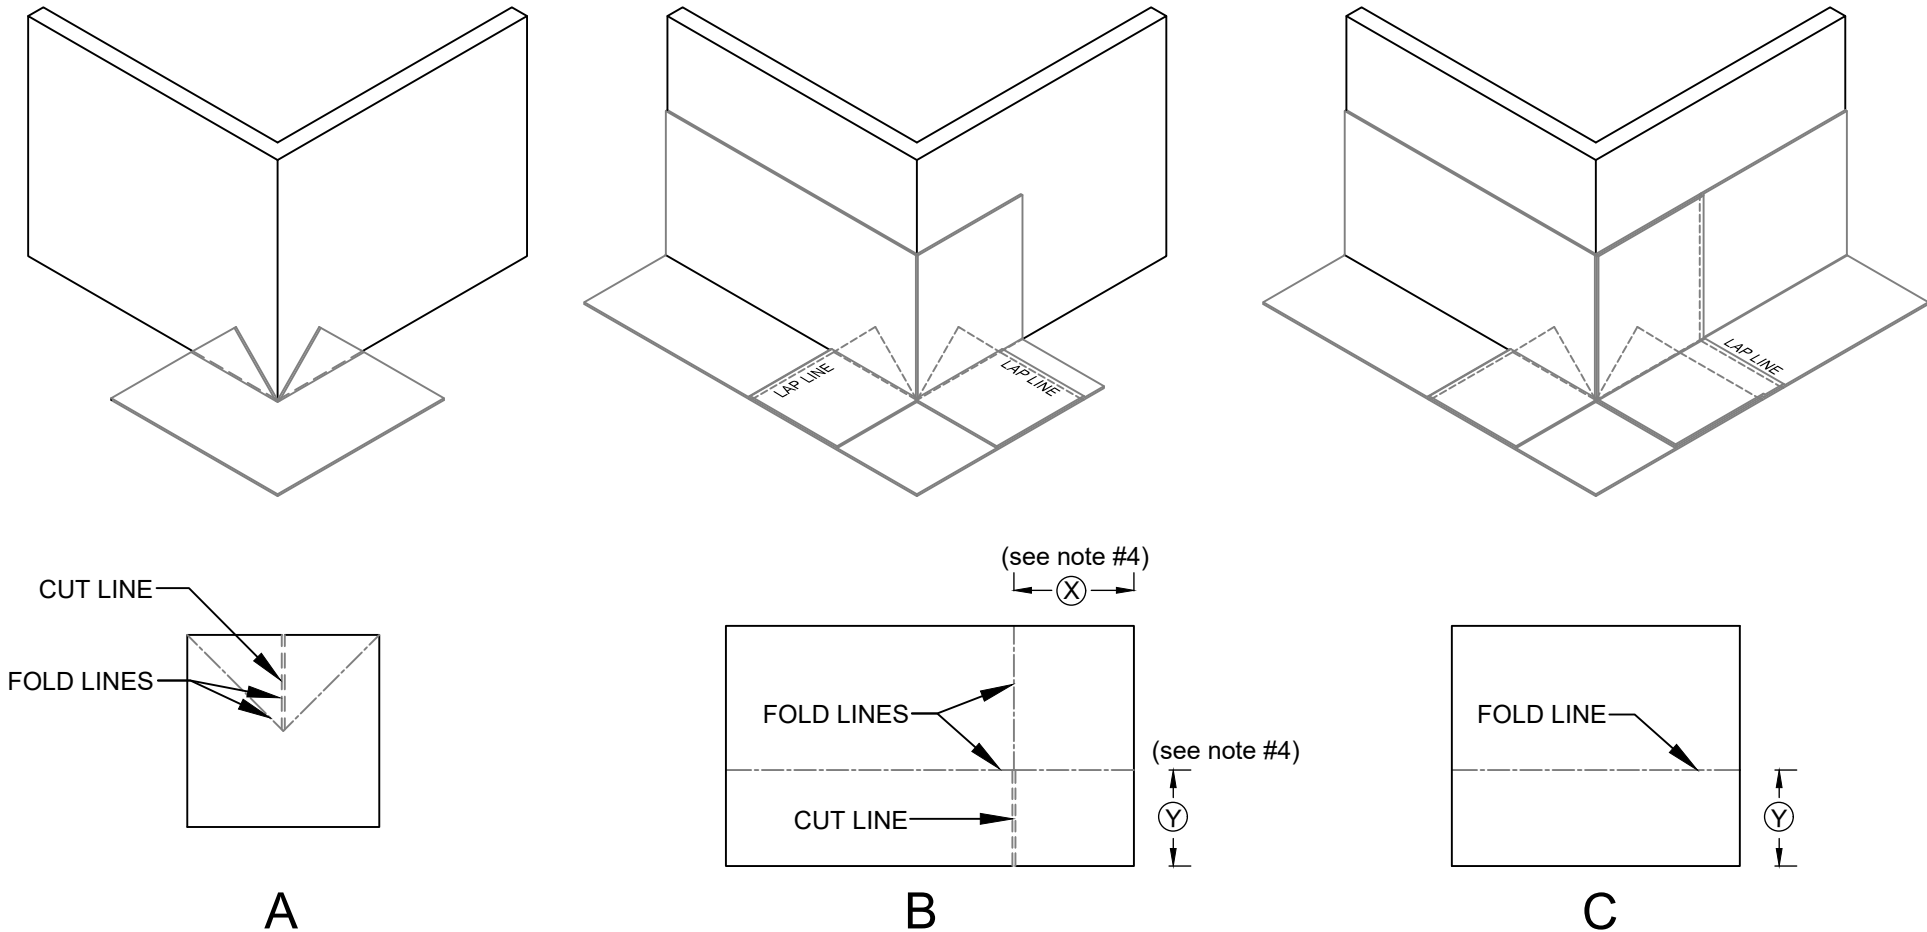 LAP LINE
LAP LINE
LAP LINE
(see note #4)
X
CUT LINE
FOLD LINES
FOLD LINES
(see note #4)
CUT LINE
Y
FOLD LINE
Y
A
B
C